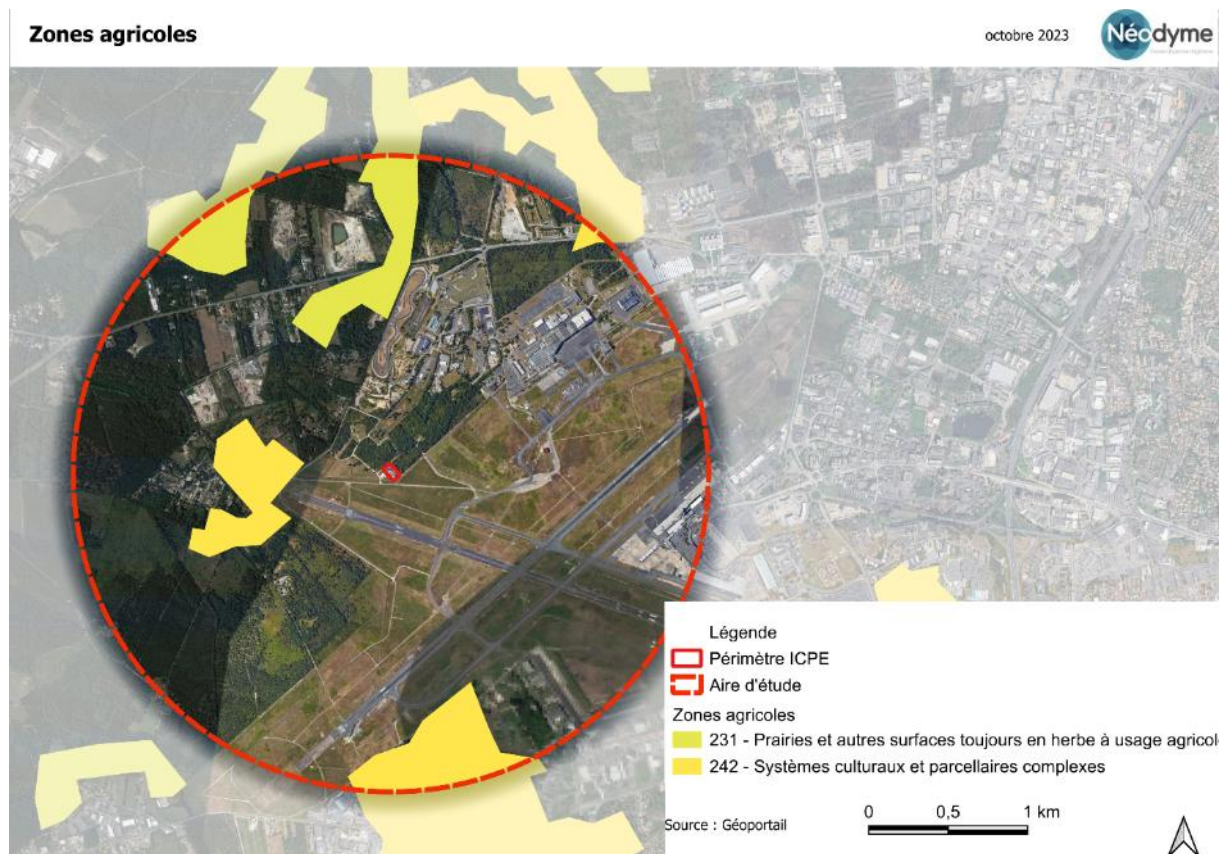 Zones agricoles
octobre 2023
Néodyme
Légende
Périmètre ICPE
Aire d'étude
Zones agricoles
231 - Prairies et autres surfaces toujours en herbe à usage agricol
242 - Systèmes culturaux et parcellaires complexes
Source : Géoportail
0 0,5 1 km